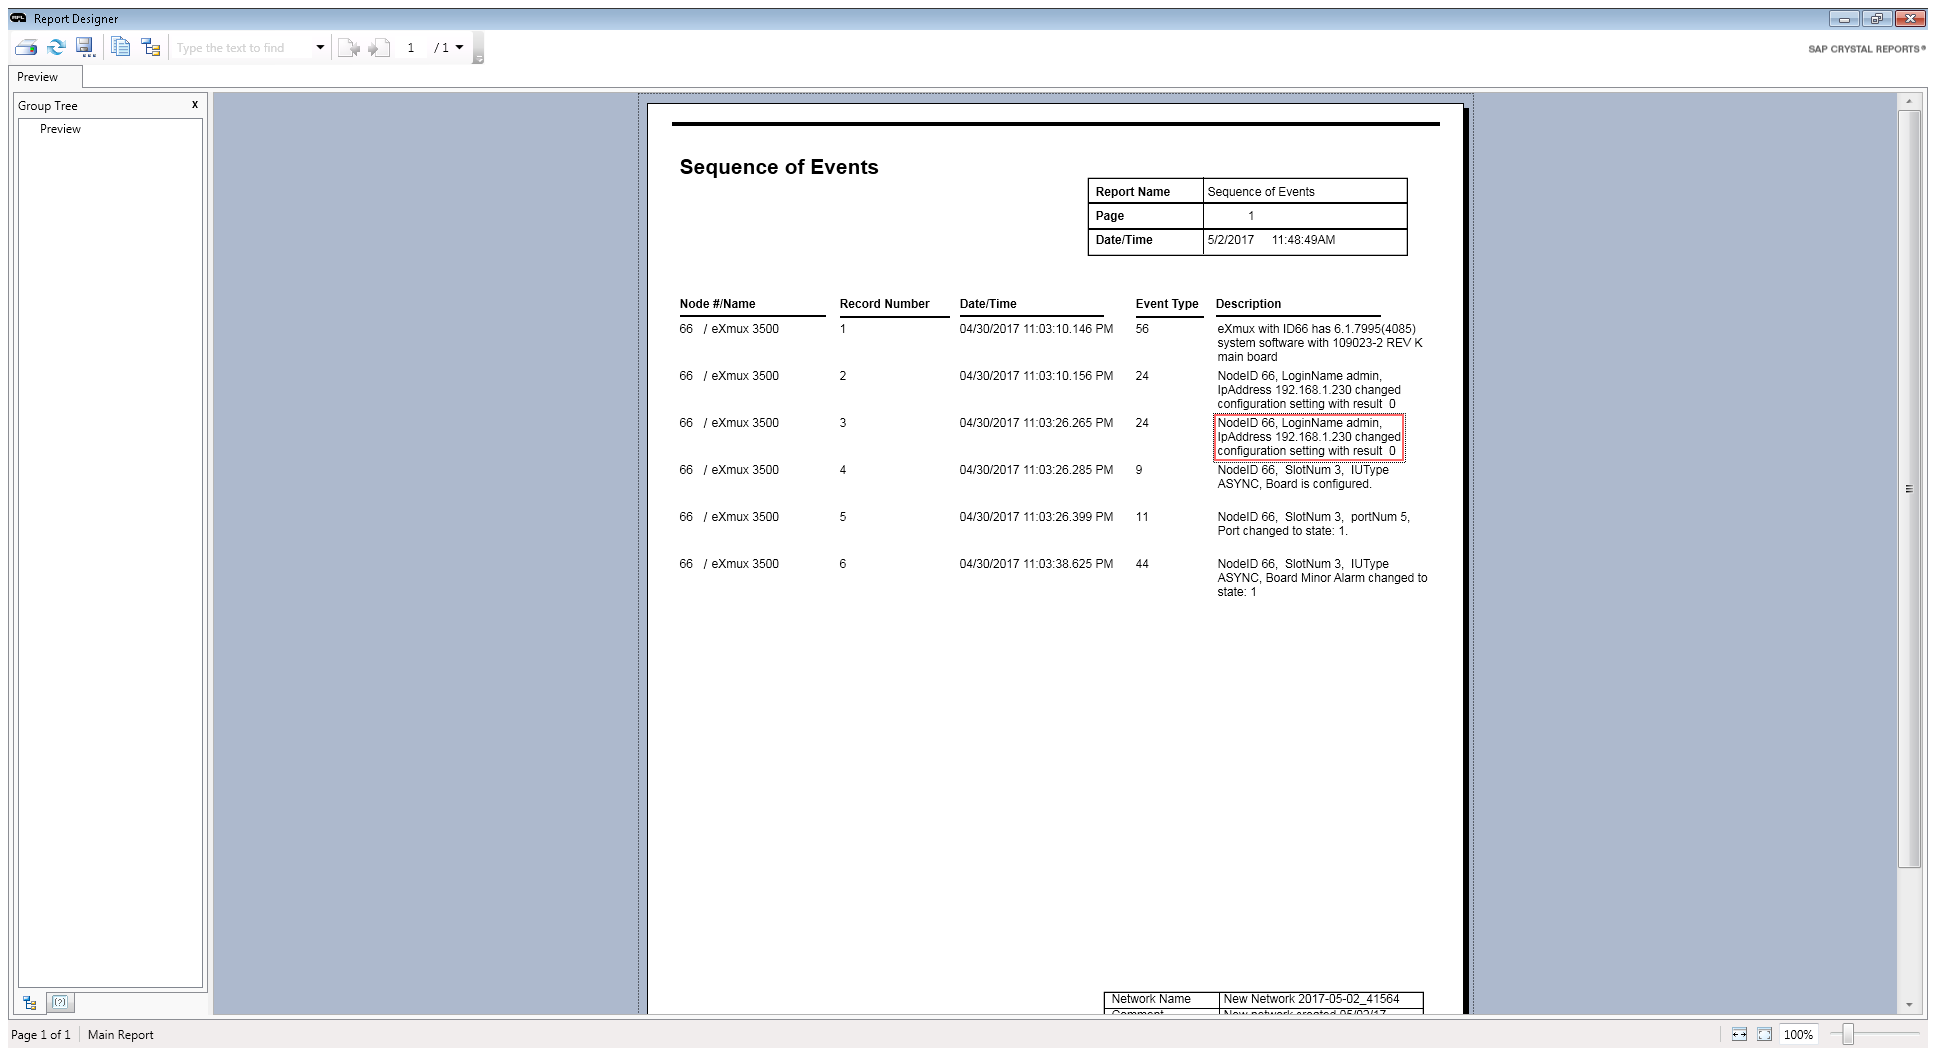 RFL Report Designer
Type the text to find 1 / 1
SAP CRYSTAL REPORTS®
Preview
Group Tree x
Preview
Sequence of Events
Report Name Sequence of Events
Page 1
Date/Time 5/2/2017 11:48:49AM
Node #/Name Record Number Date/Time Event Type Description
66 / eXmux 3500 1 04/30/2017 11:03:10.146 PM 56 eXmux with ID66 has 6.1.7995(4085)
system software with 109023-2 REV K
main board
66 / eXmux 3500 2 04/30/2017 11:03:10.156 PM 24 NodeID 66, LoginName admin,
IpAddress 192.168.1.230 changed
configuration setting with result 0
66 / eXmux 3500 3 04/30/2017 11:03:26.265 PM 24 NodeID 66, LoginName admin,
IpAddress 192.168.1.230 changed
configuration setting with result 0
66 / eXmux 3500 4 04/30/2017 11:03:26.285 PM 9 NodeID 66, SlotNum 3, IUType
ASYNC, Board is configured.
66 / eXmux 3500 5 04/30/2017 11:03:26.399 PM 11 NodeID 66, SlotNum 3, portNum 5,
Port changed to state: 1.
66 / eXmux 3500 6 04/30/2017 11:03:38.625 PM 44 NodeID 66, SlotNum 3, IUType
ASYNC, Board Minor Alarm changed to
state: 1
Network Name New Network 2017-05-02_41564
Comment New network created 05/02/17
Page 1 of 1 Main Report 100%